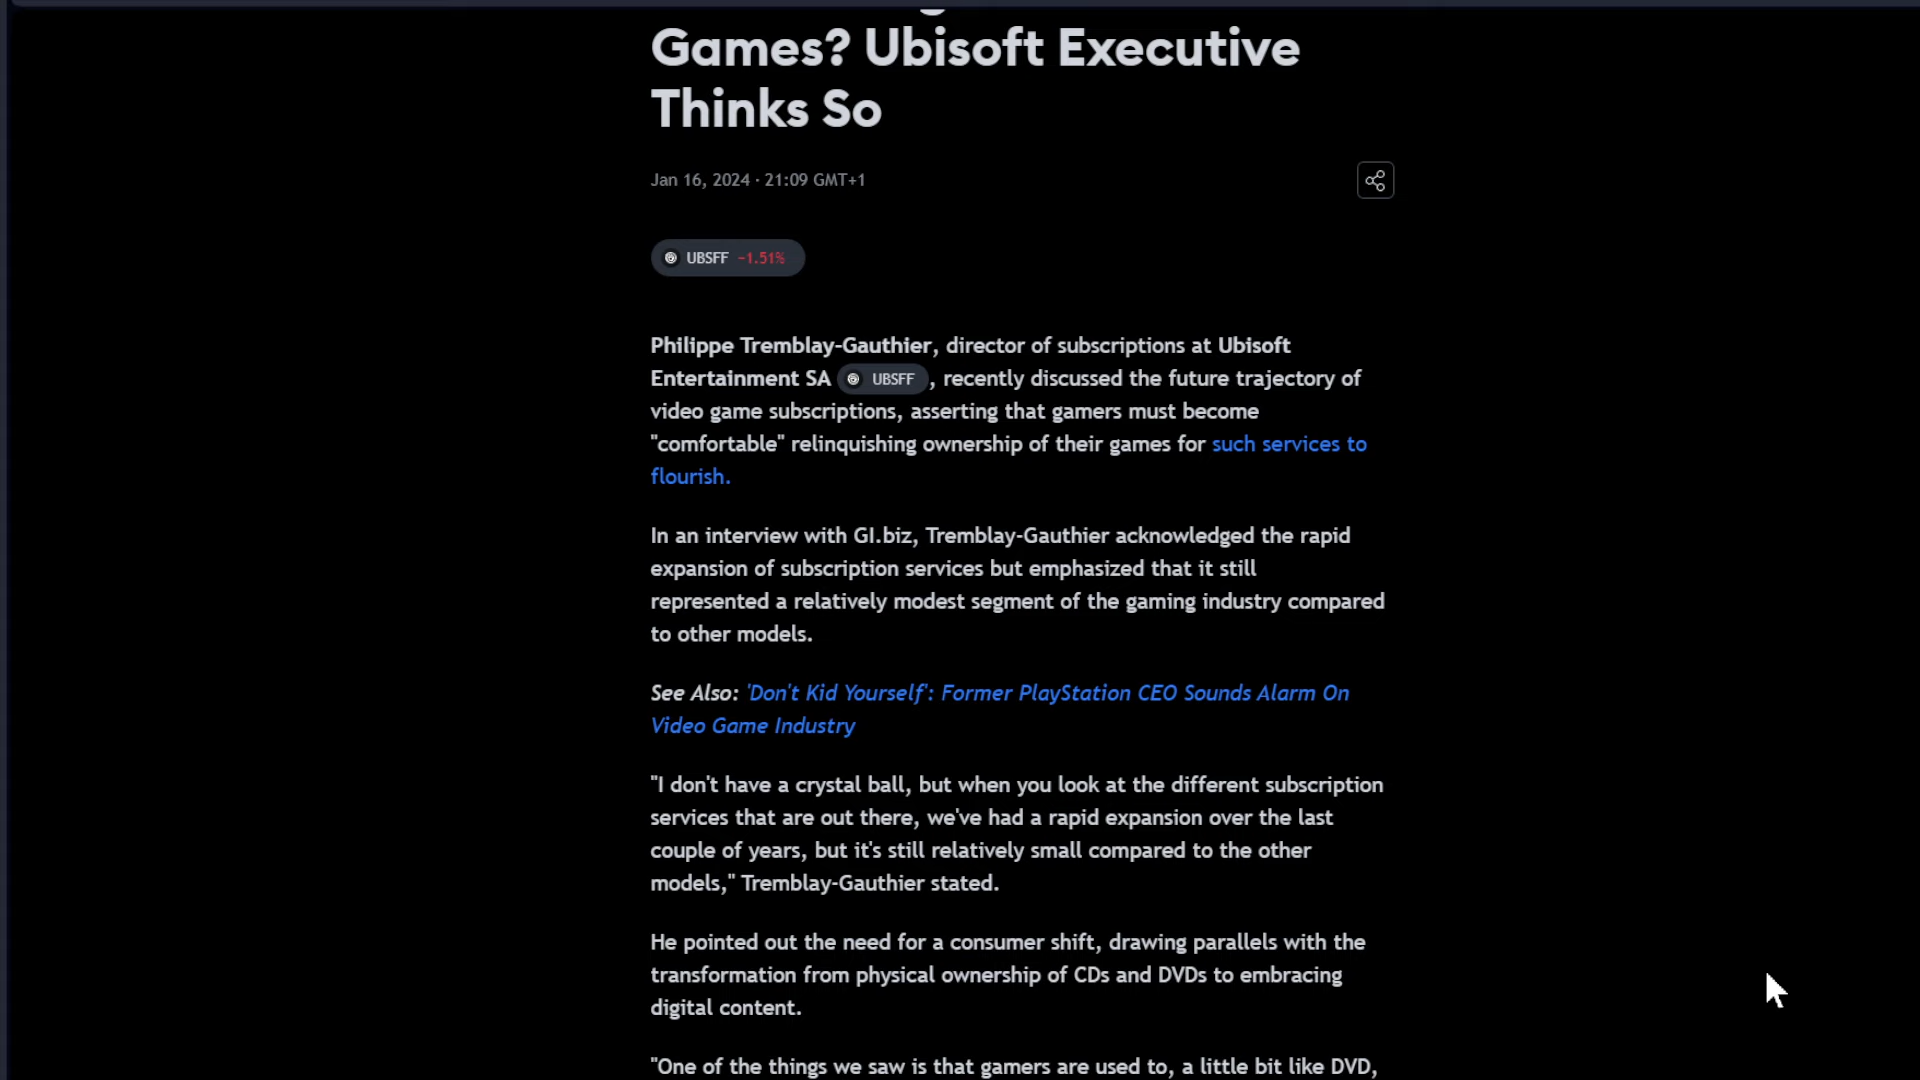 Games? Ubisoft Executive
Thinks So
Jan 16, 2024 · 21:09 GMT+1
UBSFF −1.51%
Philippe Tremblay-Gauthier, director of subscriptions at Ubisoft
Entertainment SA UBSFF, recently discussed the future trajectory of
video game subscriptions, asserting that gamers must become
"comfortable" relinquishing ownership of their games for such services to
flourish.
In an interview with GI.biz, Tremblay-Gauthier acknowledged the rapid
expansion of subscription services but emphasized that it still
represented a relatively modest segment of the gaming industry compared
to other models.
See Also: 'Don't Kid Yourself': Former PlayStation CEO Sounds Alarm On
Video Game Industry
"I don't have a crystal ball, but when you look at the different subscription
services that are out there, we've had a rapid expansion over the last
couple of years, but it's still relatively small compared to the other
models," Tremblay-Gauthier stated.
He pointed out the need for a consumer shift, drawing parallels with the
transformation from physical ownership of CDs and DVDs to embracing
digital content.
"One of the things we saw is that gamers are used to, a little bit like DVD,